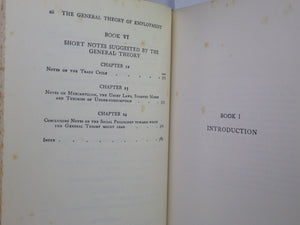 xii THE GENERAL THEORY OF EMPLOYMENT
BOOK VI
SHORT NOTES SUGGESTED BY THE
GENERAL THEORY
CHAPTER 22
NOTES ON THE TRADE CYCLE
CHAPTER 23
NOTES ON MERCANTILISM, THE USURY LAWS, STAMPED MONEY
AND THEORIES OF UNDER-CONSUMPTION
CHAPTER 24
CONCLUDING NOTES ON THE SOCIAL PHILOSOPHY TOWARDS WHICH
THE GENERAL THEORY MIGHT LEAD
INDEX
BOOK I
INTRODUCTION